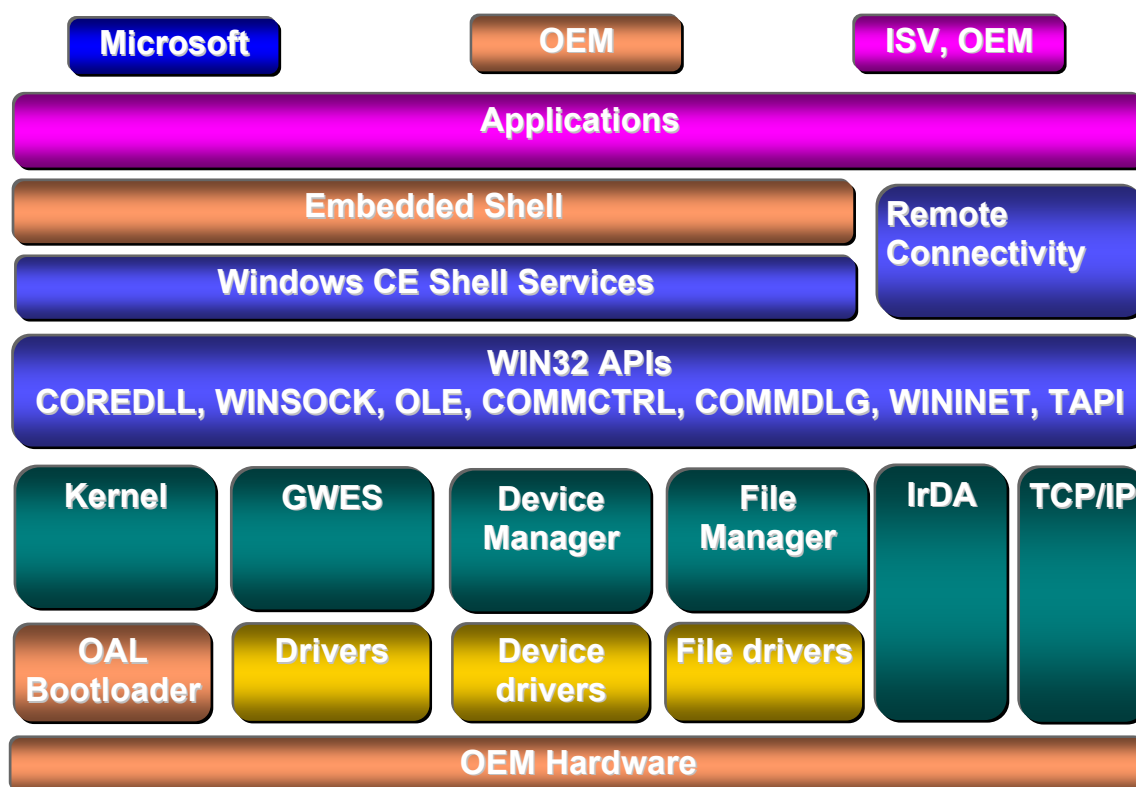 Microsoft
OEM
ISV, OEM
Applications
Embedded Shell
Remote
Connectivity
Windows CE Shell Services
WIN32 APIs
COREDLL, WINSOCK, OLE, COMMCTRL, COMMDLG, WININET, TAPI
Kernel
GWES
Device
Manager
File
Manager
IrDA
TCP/IP
OAL
Bootloader
Drivers
Device
drivers
File drivers
OEM Hardware